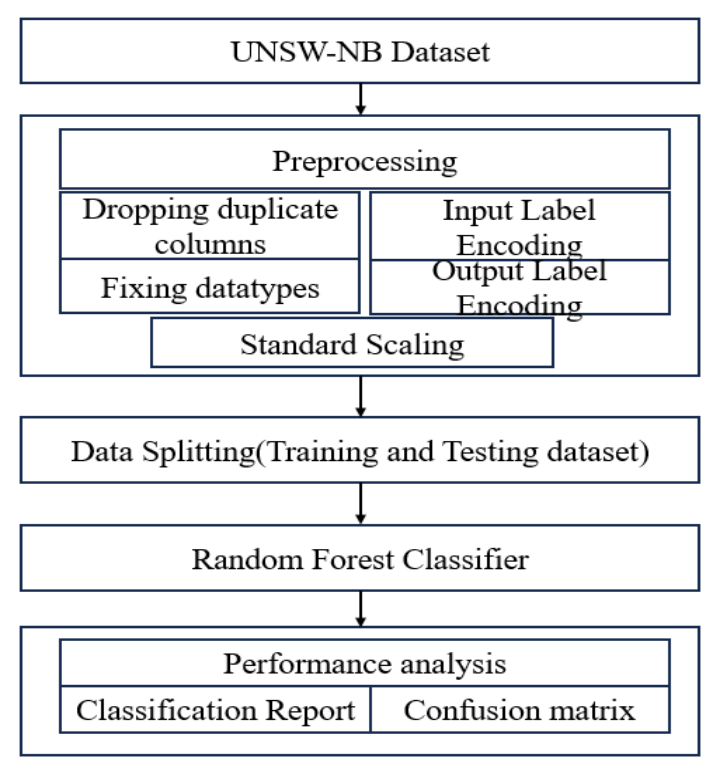 UNSW-NB Dataset
Preprocessing
Dropping duplicate
columns
Input Label
Encoding
Fixing datatypes
Output Label
Encoding
Standard Scaling
Data Splitting(Training and Testing dataset)
Random Forest Classifier
Performance analysis
Classification Report
Confusion matrix